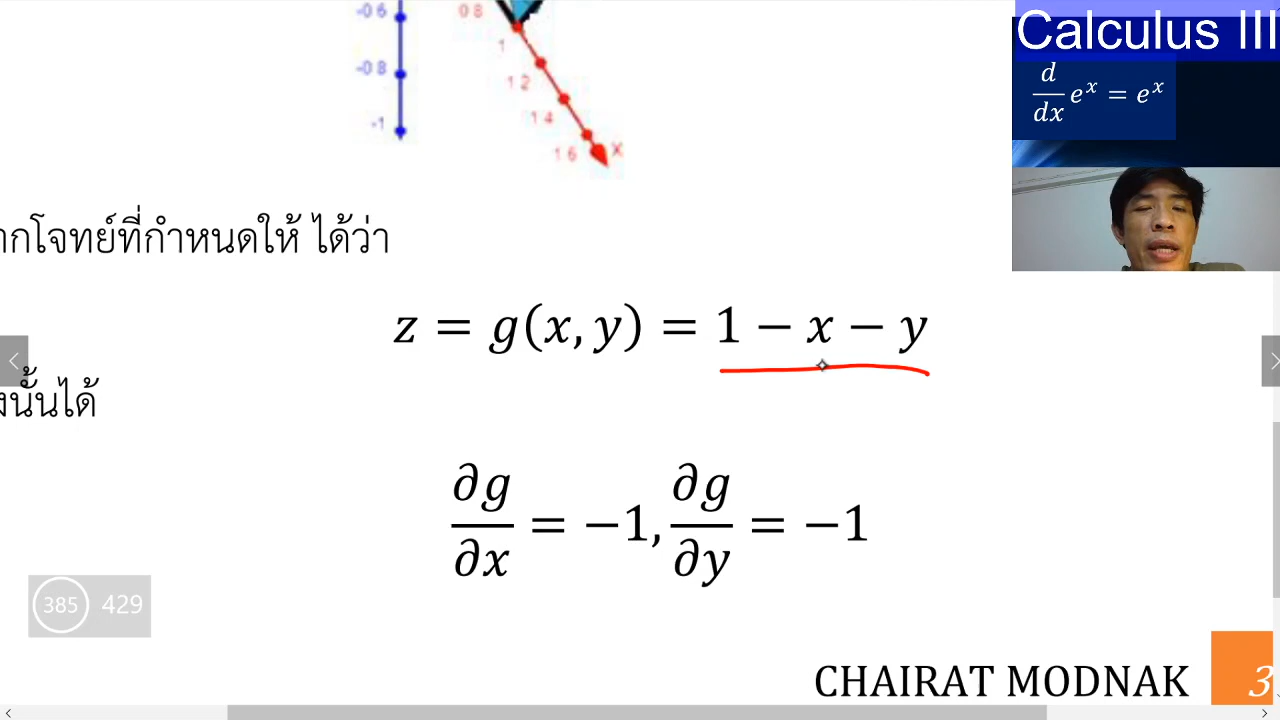 -0 6
0 8
1
-0 8
1 2
1 4
-1
1 6
X
Calculus III
d/dx eˣ = eˣ
ากโจทย์ที่กำหนดให้ ได้ว่า
z = g(x, y) = 1 − x − y
งนั้นได้
∂g/∂x = −1, ∂g/∂y = −1
385 429
CHAIRAT MODNAK
3